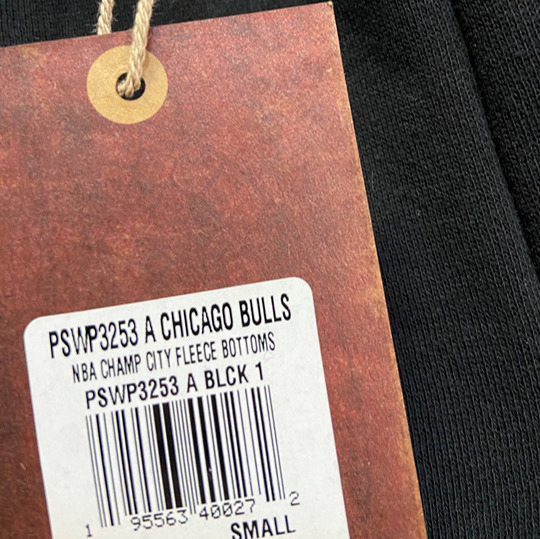 PSWP3253 A CHICAGO BULLS
NBA CHAMP CITY FLEECE BOTTOMS
PSWP3253 A BLCK 1
1 95563 40027 2
SMALL